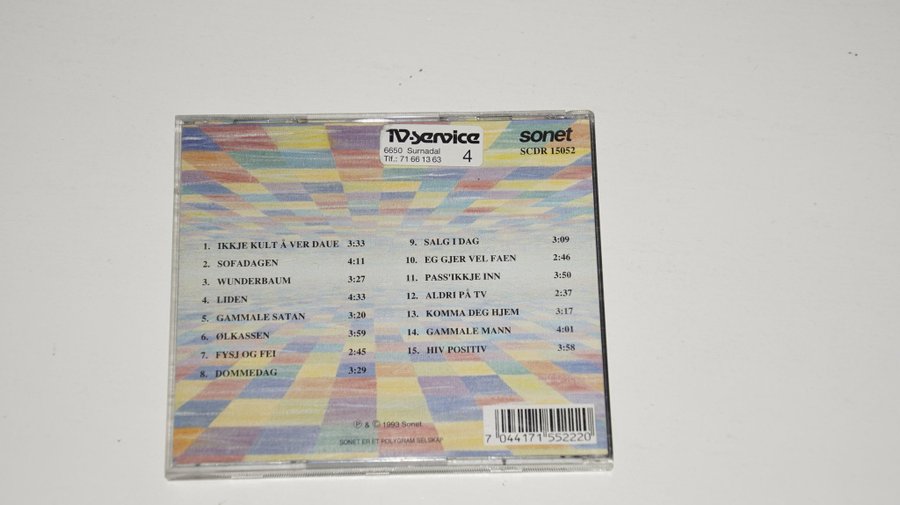 TV-service
6650 Surnadal
Tlf.: 71 66 13 63 4
sonet
SCDR 15052
1. IKKJE KULT Å VER DAUE 3:33
2. SOFADAGEN 4:11
3. WUNDERBAUM 3:27
4. LIDEN 4:33
5. GAMMALE SATAN 3:20
6. ØLKASSEN 3:59
7. FYSJ OG FEI 2:45
8. DOMMEDAG 3:29
9. SALG I DAG 3:09
10. EG GJER VEL FAEN 2:46
11. PASS'IKKJE INN 3:50
12. ALDRI PÅ TV 2:37
13. KOMMA DEG HJEM 3:17
14. GAMMALE MANN 4:01
15. HIV POSITIV 3:58
℗ & © 1993 Sonet
SONET ER ET POLYGRAM SELSKAP
7 044171 552220